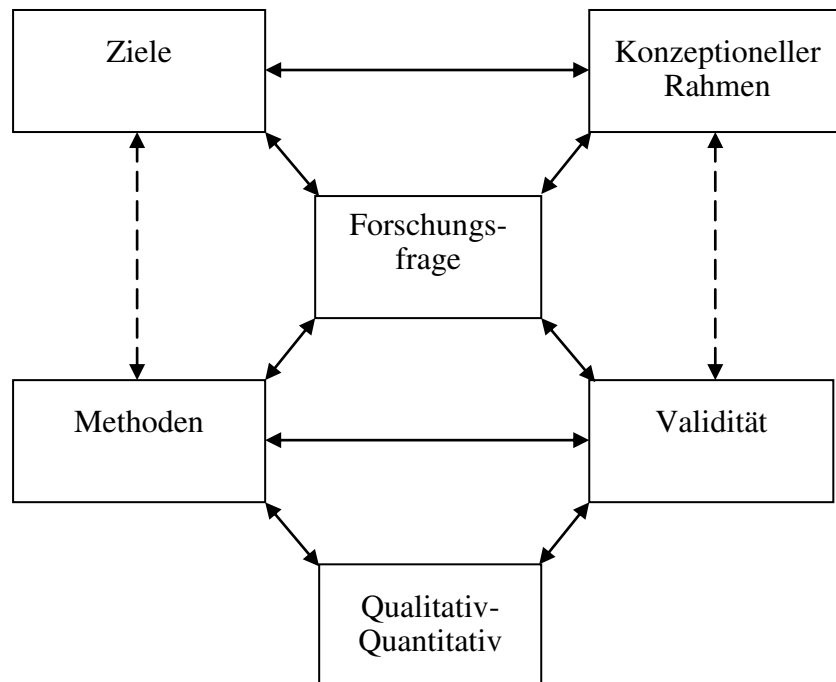 Ziele
Konzeptioneller
Rahmen
Forschungs-
frage
Methoden
Validität
Qualitativ-
Quantitativ